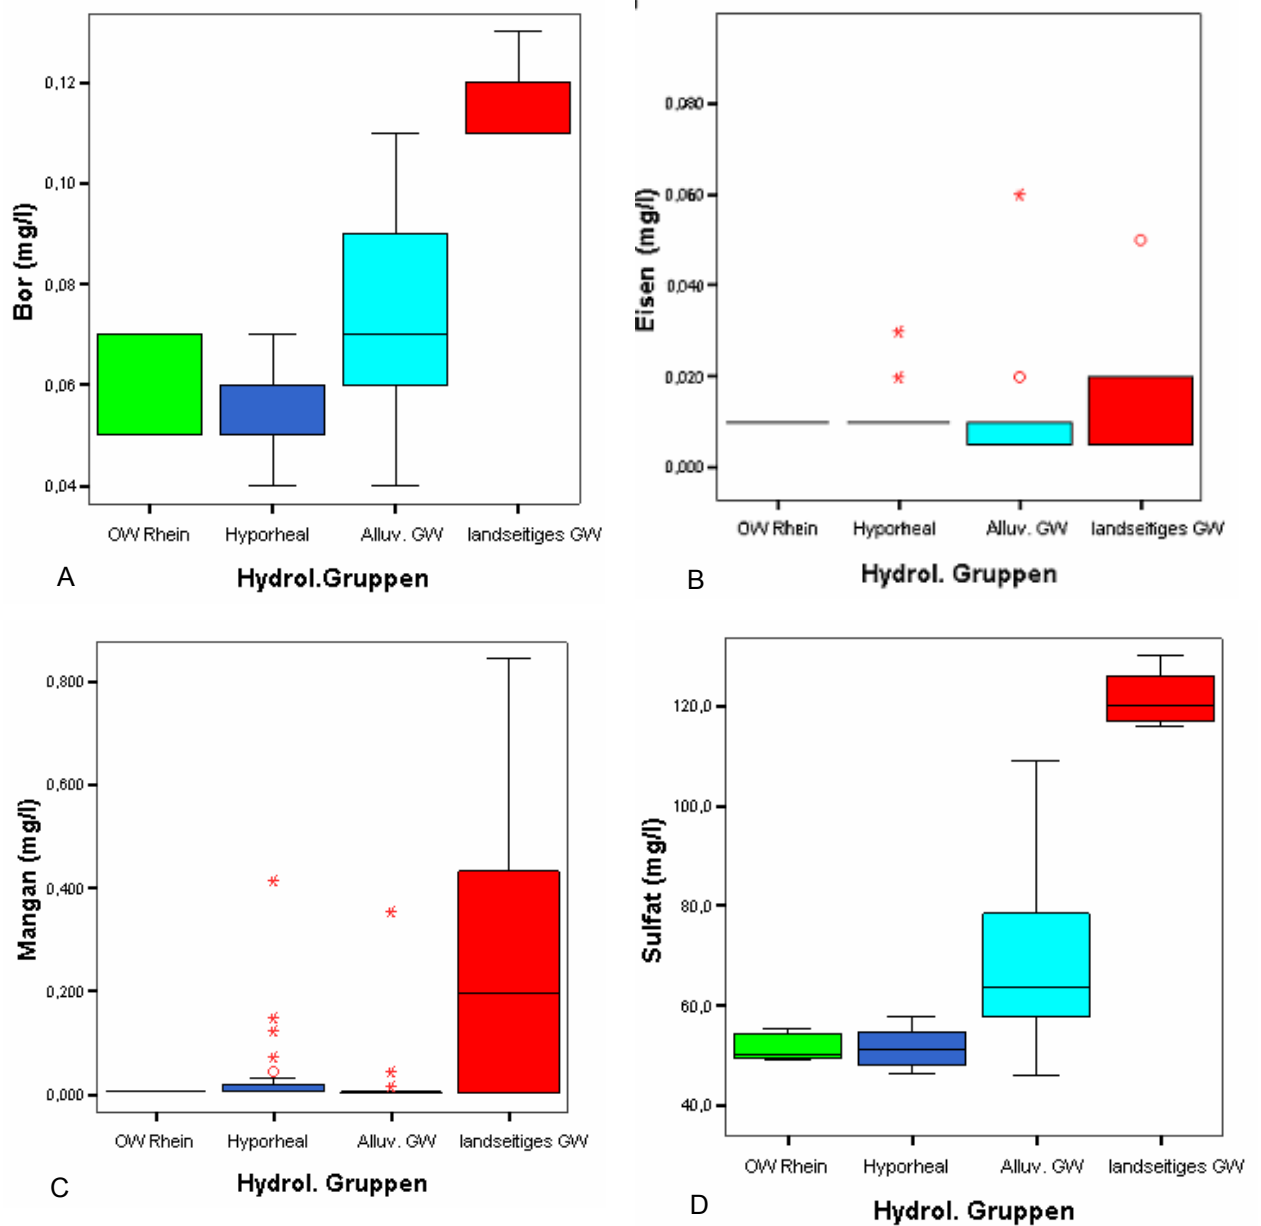 Bor (mg/l)
0,12
0,10
0,08
0,06
0,04
OW Rhein Hyporheal Alluv. GW landseitiges GW
A
Hydrol.Gruppen
Eisen (mg/l)
0,080
0,060
0,040
0,020
0,000
OW Rhein Hyporheal Alluv. GW landseitiges GW
B
Hydrol. Gruppen
Mangan (mg/l)
0,800
0,600
0,400
0,200
0,000
OW Rhein Hyporheal Alluv. GW landseitiges GW
C
Hydrol. Gruppen
Sulfat (mg/l)
120,0
100,0
80,0
60,0
40,0
OW Rhein Hyporheal Alluv. GW landseitiges GW
D
Hydrol. Gruppen